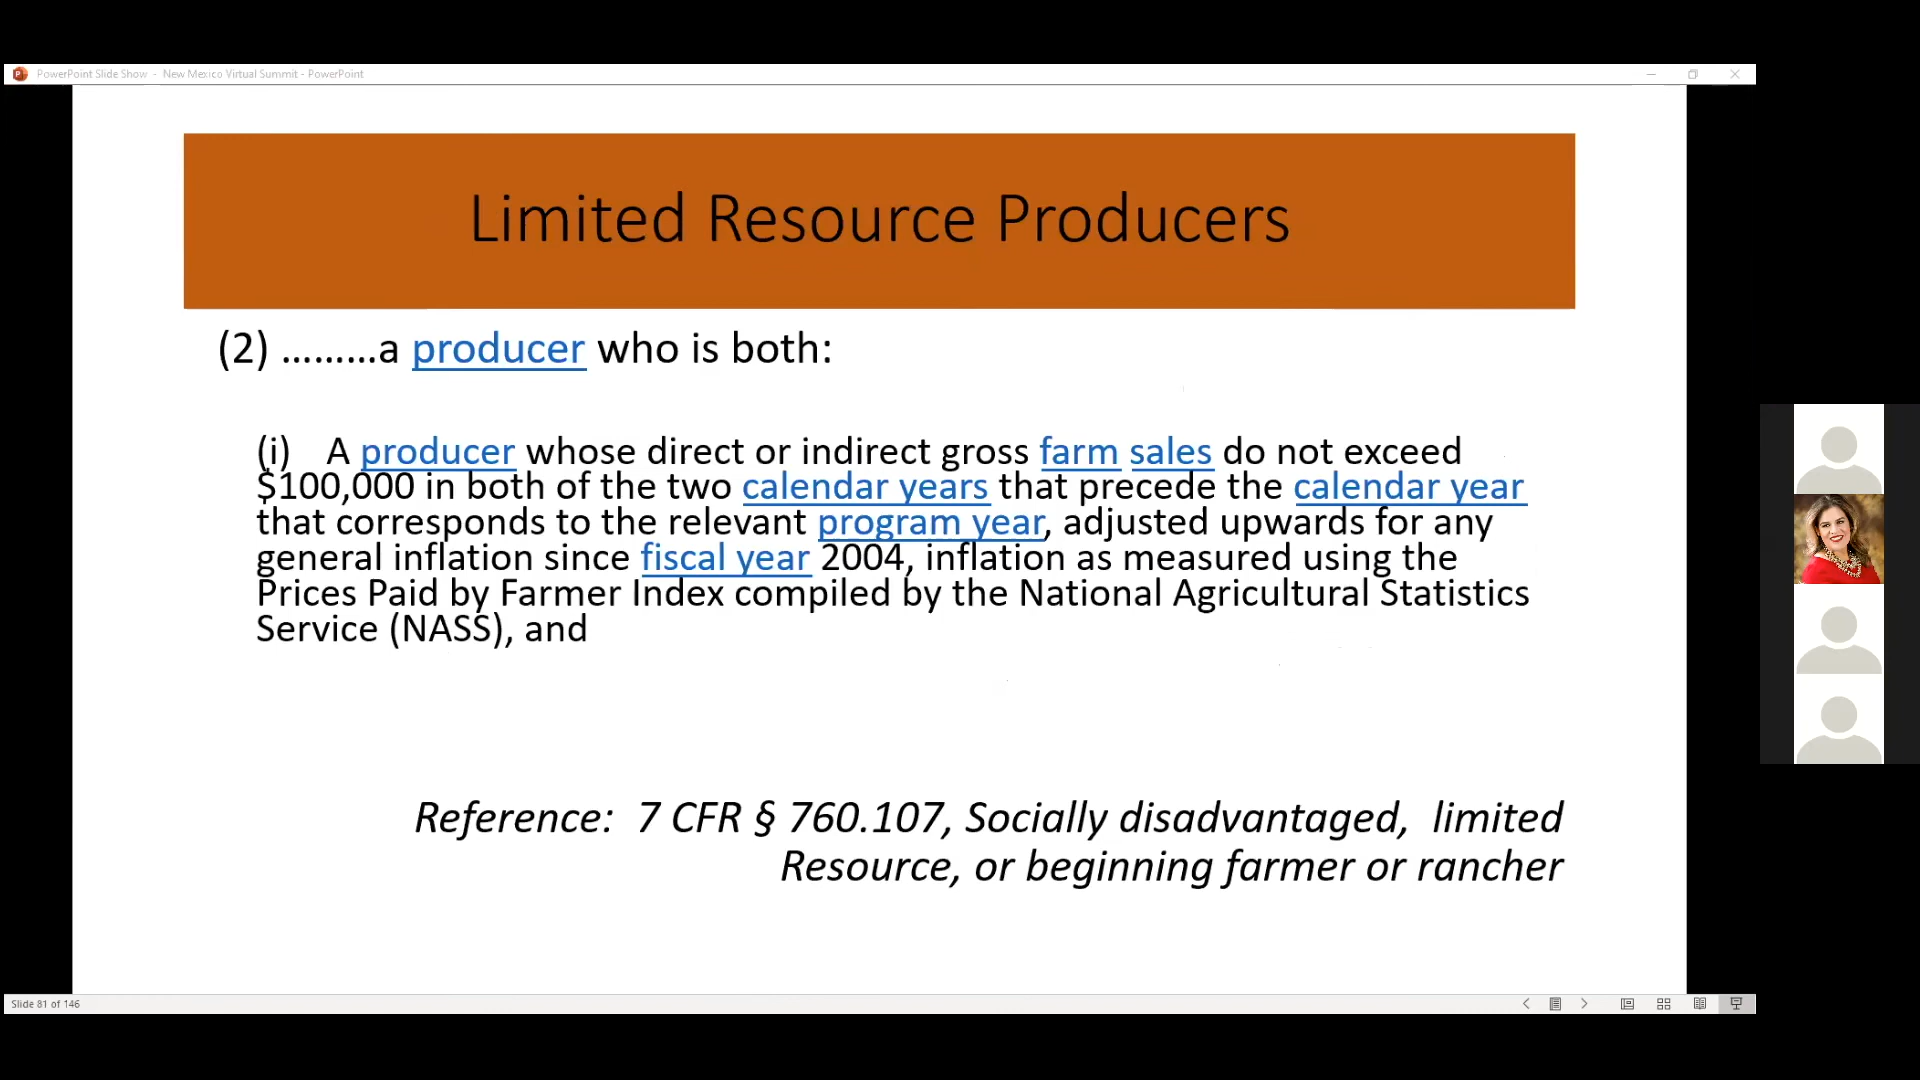 PowerPoint Slide Show - New Mexico Virtual Summit - PowerPoint
Limited Resource Producers
(2) .........a producer who is both:
(i) A producer whose direct or indirect gross farm sales do not exceed
$100,000 in both of the two calendar years that precede the calendar year
that corresponds to the relevant program year, adjusted upwards for any
general inflation since fiscal year 2004, inflation as measured using the
Prices Paid by Farmer Index compiled by the National Agricultural Statistics
Service (NASS), and
Reference: 7 CFR § 760.107, Socially disadvantaged, limited
Resource, or beginning farmer or rancher
Slide 81 of 146